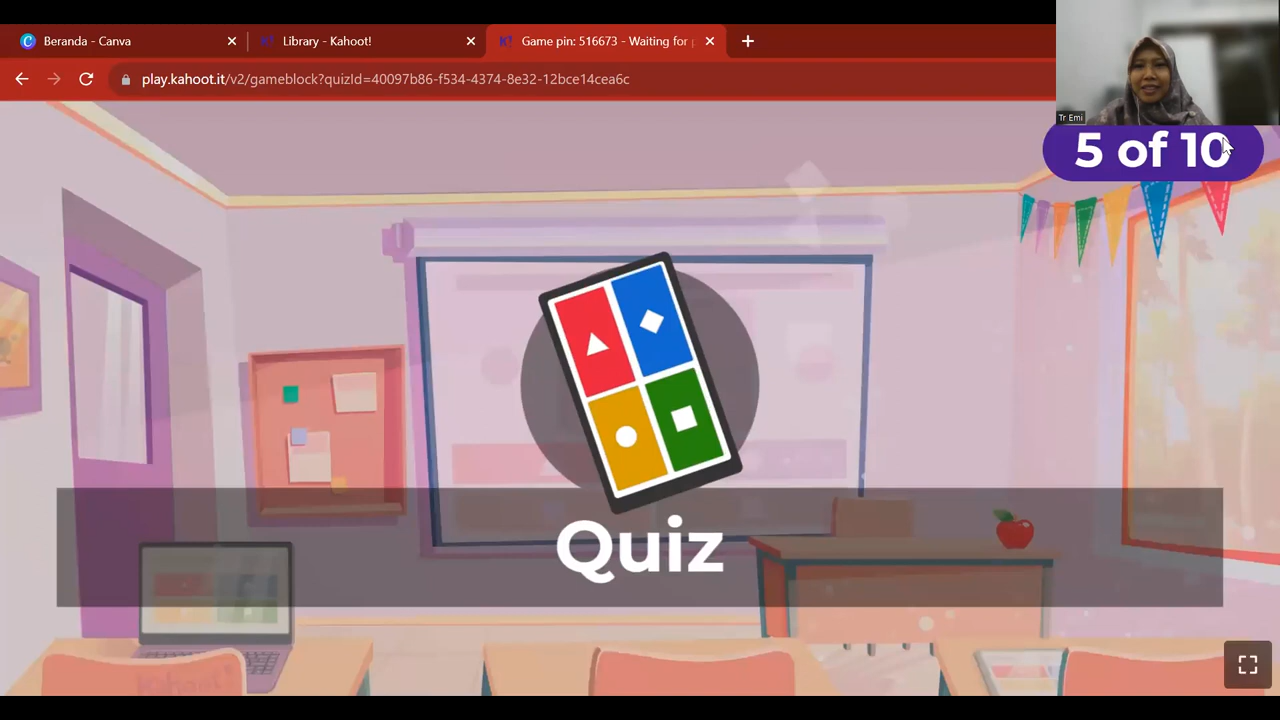 Beranda - Canva
Library - Kahoot!
Game pin: 516673 - Waiting for p
play.kahoot.it/v2/gameblock?quizId=40097b86-f534-4374-8e32-12bce14cea6c
Tr Emi
5 of 10
Quiz
Kahoot!